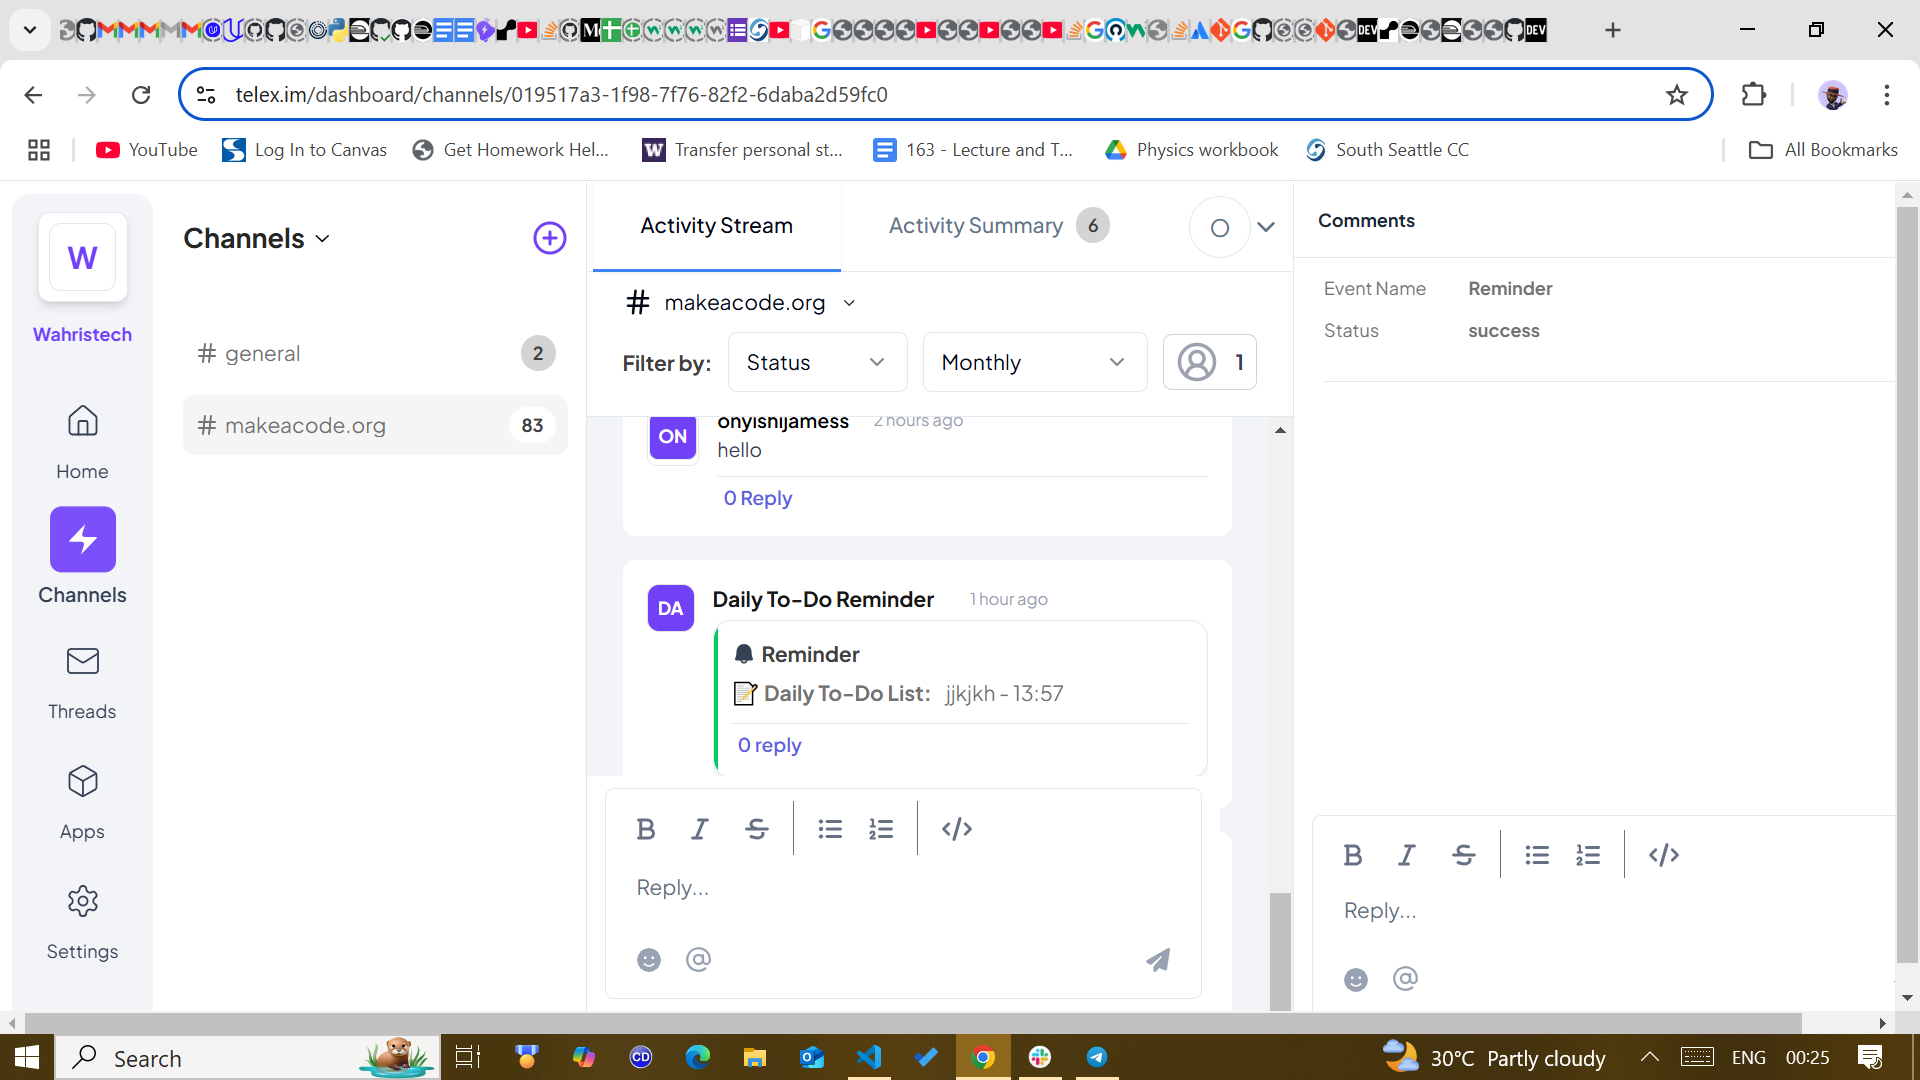 telex.im/dashboard/channels/019517a3-1f98-7f76-82f2-6daba2d59fc0
YouTube
Log In to Canvas
Get Homework Hel...
Transfer personal st...
163 - Lecture and T...
Physics workbook
South Seattle CC
All Bookmarks
W
Wahristech
Home
Channels
Threads
Apps
Settings
Channels
# general 2
# makeacode.org 83
Activity Stream
Activity Summary 6
O
# makeacode.org
Filter by: Status Monthly 1
ON
onyishijamess 2 hours ago
hello
0 Reply
DA
Daily To-Do Reminder 1 hour ago
🔔 Reminder
📝 Daily To-Do List: jjkjkh - 13:57
0 reply
Reply...
Comments
Event Name Reminder
Status success
Reply...
Search
30°C Partly cloudy
ENG
00:25